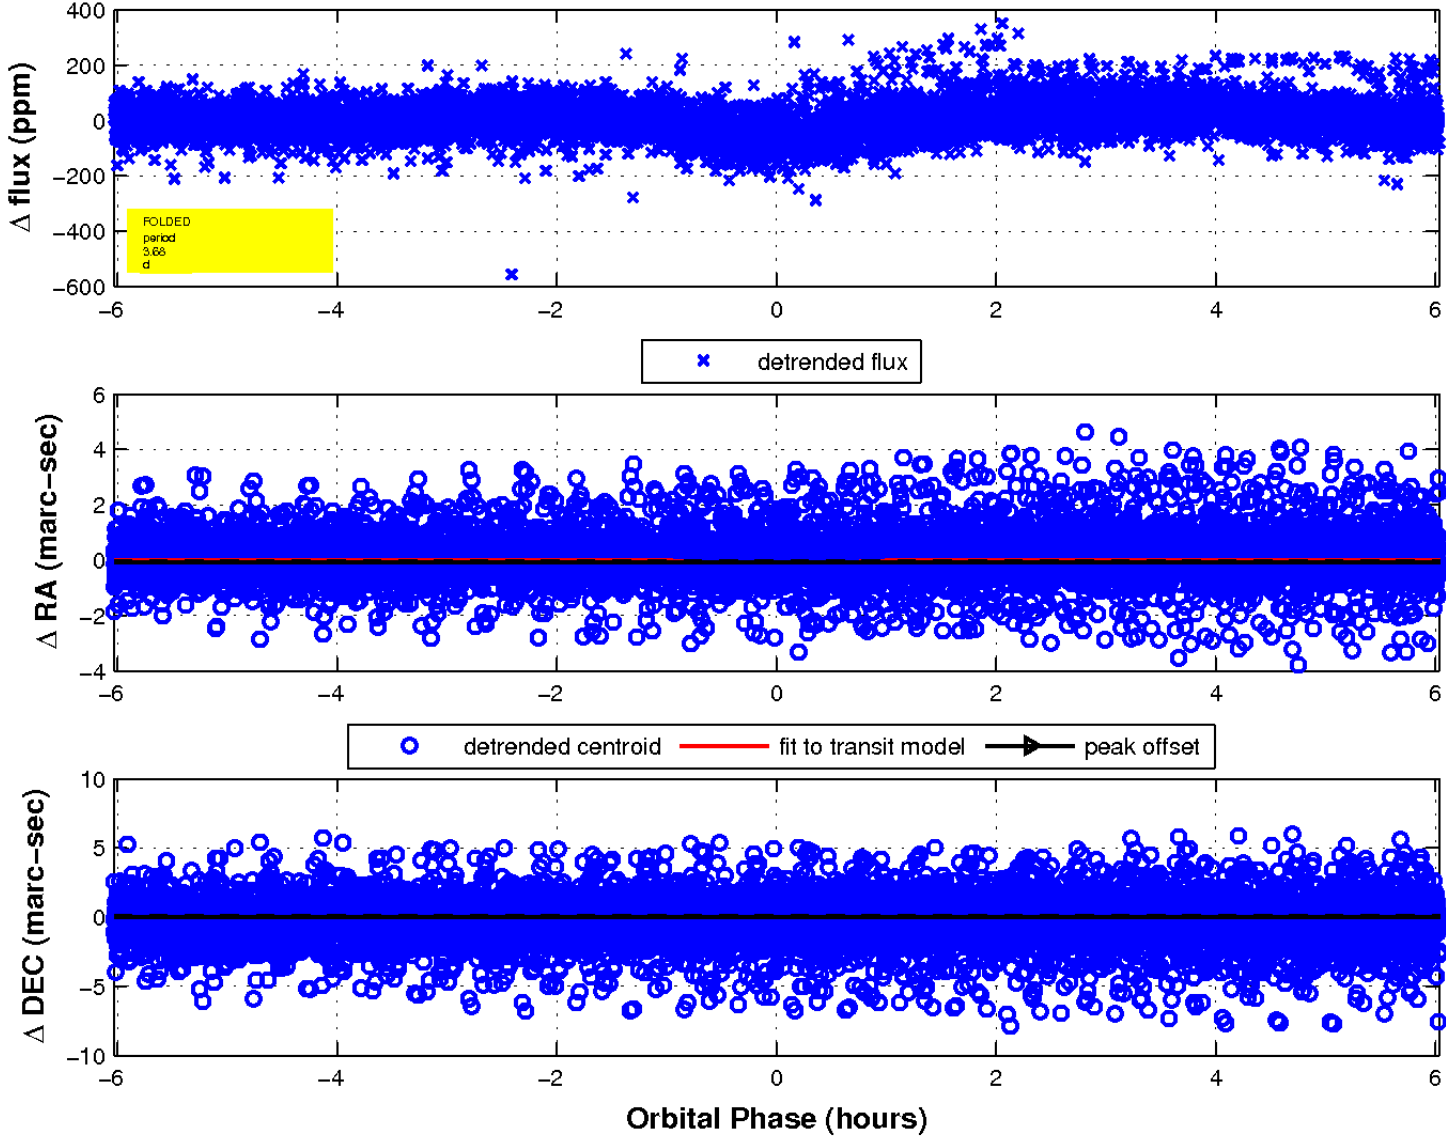 400
200
0
−200
−400
−600
Δ flux (ppm)
FOLDED
period
3.68
d
−6 −4 −2 0 2 4 6
detrended flux
6
4
2
0
−2
−4
Δ RA (marc−sec)
−6 −4 −2 0 2 4 6
detrended centroid fit to transit model peak offset
10
5
0
−5
−10
Δ DEC (marc−sec)
−6 −4 −2 0 2 4 6
Orbital Phase (hours)